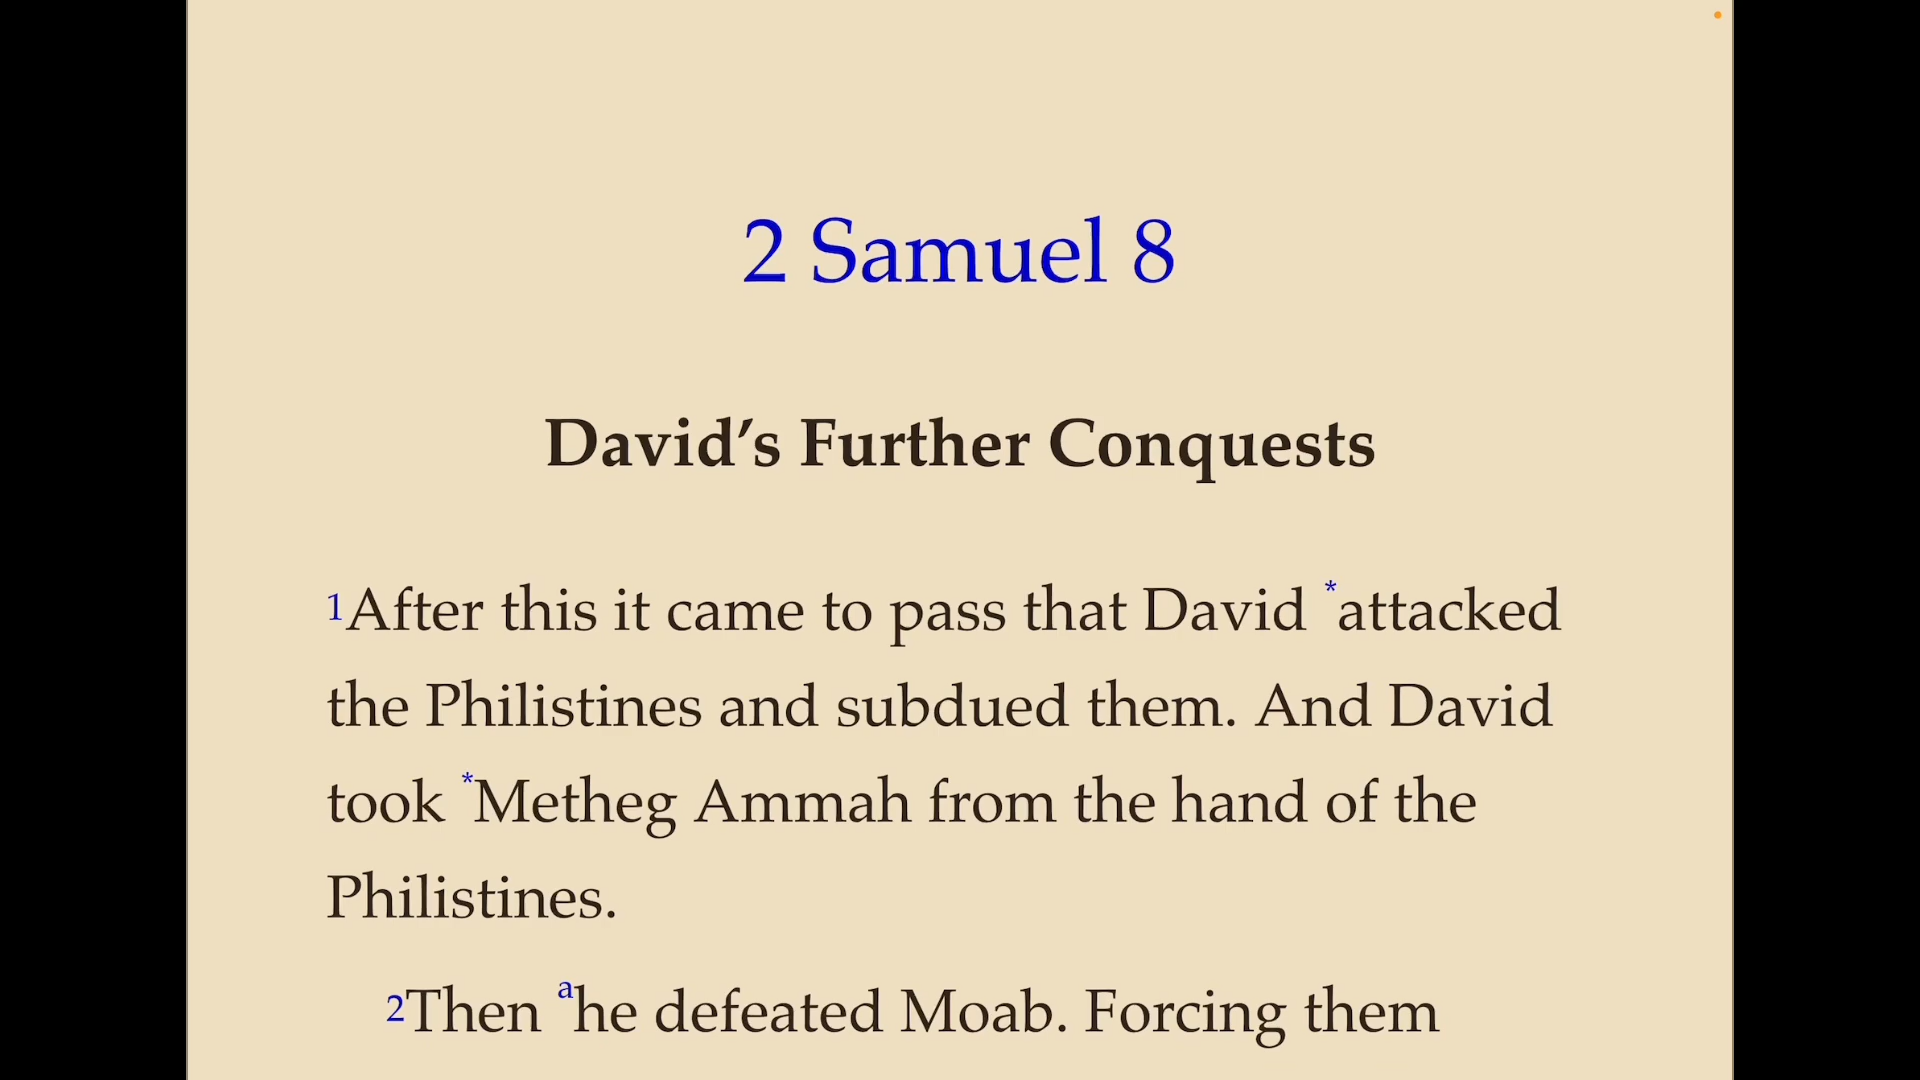 2 Samuel 8
David’s Further Conquests
1After this it came to pass that David *attacked
the Philistines and subdued them. And David
took *Metheg Ammah from the hand of the
Philistines.
2Then ahe defeated Moab. Forcing them